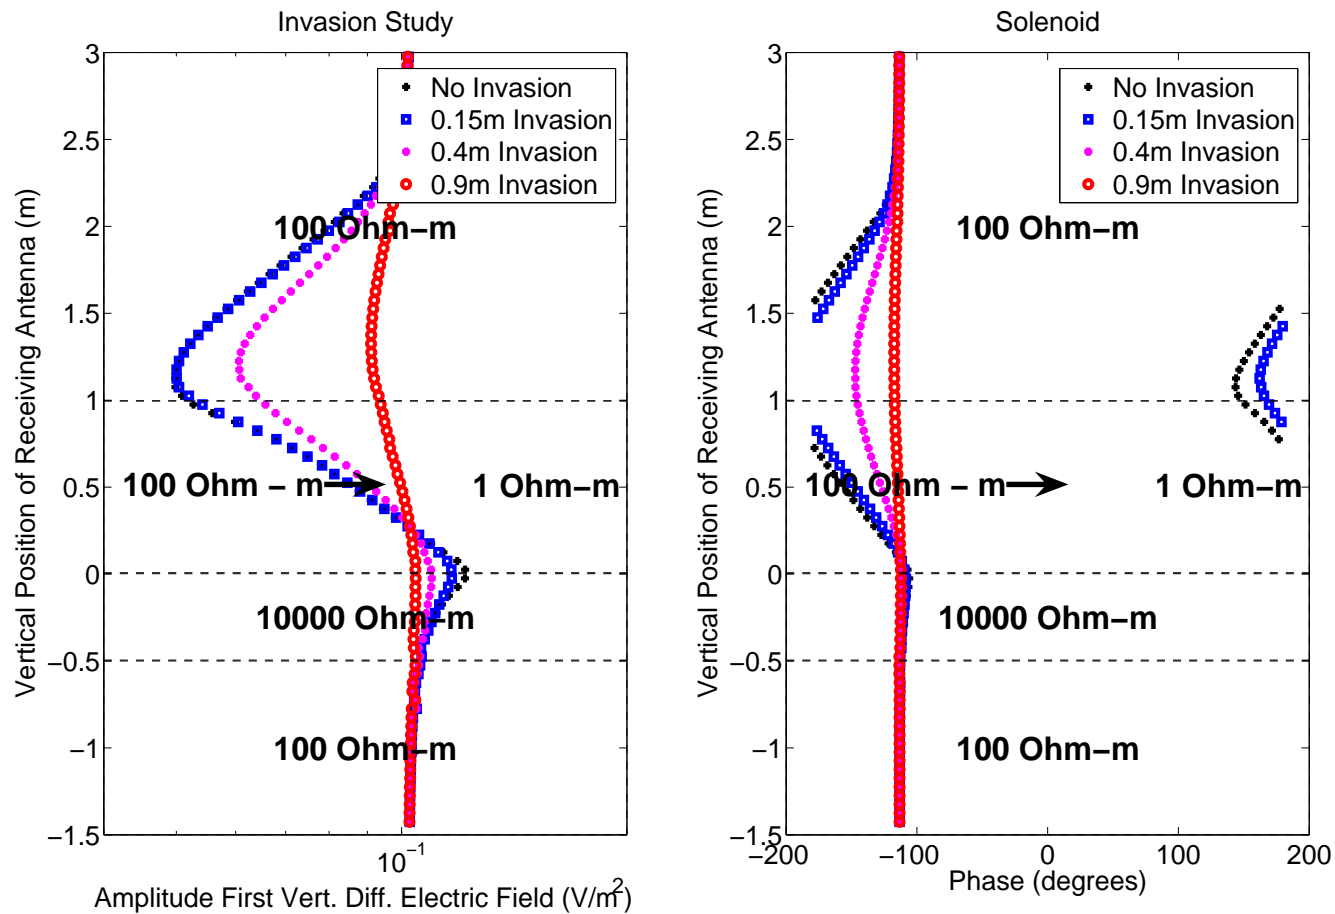 Invasion Study
3
2.5
2
1.5
1
0.5
0
−0.5
−1
−1.5
Vertical Position of Receiving Antenna (m)
No Invasion
0.15m Invasion
0.4m Invasion
0.9m Invasion
100 Ohm−m
100 Ohm − m
1 Ohm−m
10000 Ohm−m
100 Ohm−m
10⁻¹
Amplitude First Vert. Diff. Electric Field (V/m²)
Solenoid
3
2.5
2
1.5
1
0.5
0
−0.5
−1
−1.5
Vertical Position of Receiving Antenna (m)
No Invasion
0.15m Invasion
0.4m Invasion
0.9m Invasion
100 Ohm−m
100 Ohm − m
1 Ohm−m
10000 Ohm−m
100 Ohm−m
−200 −100 0 100 200
Phase (degrees)